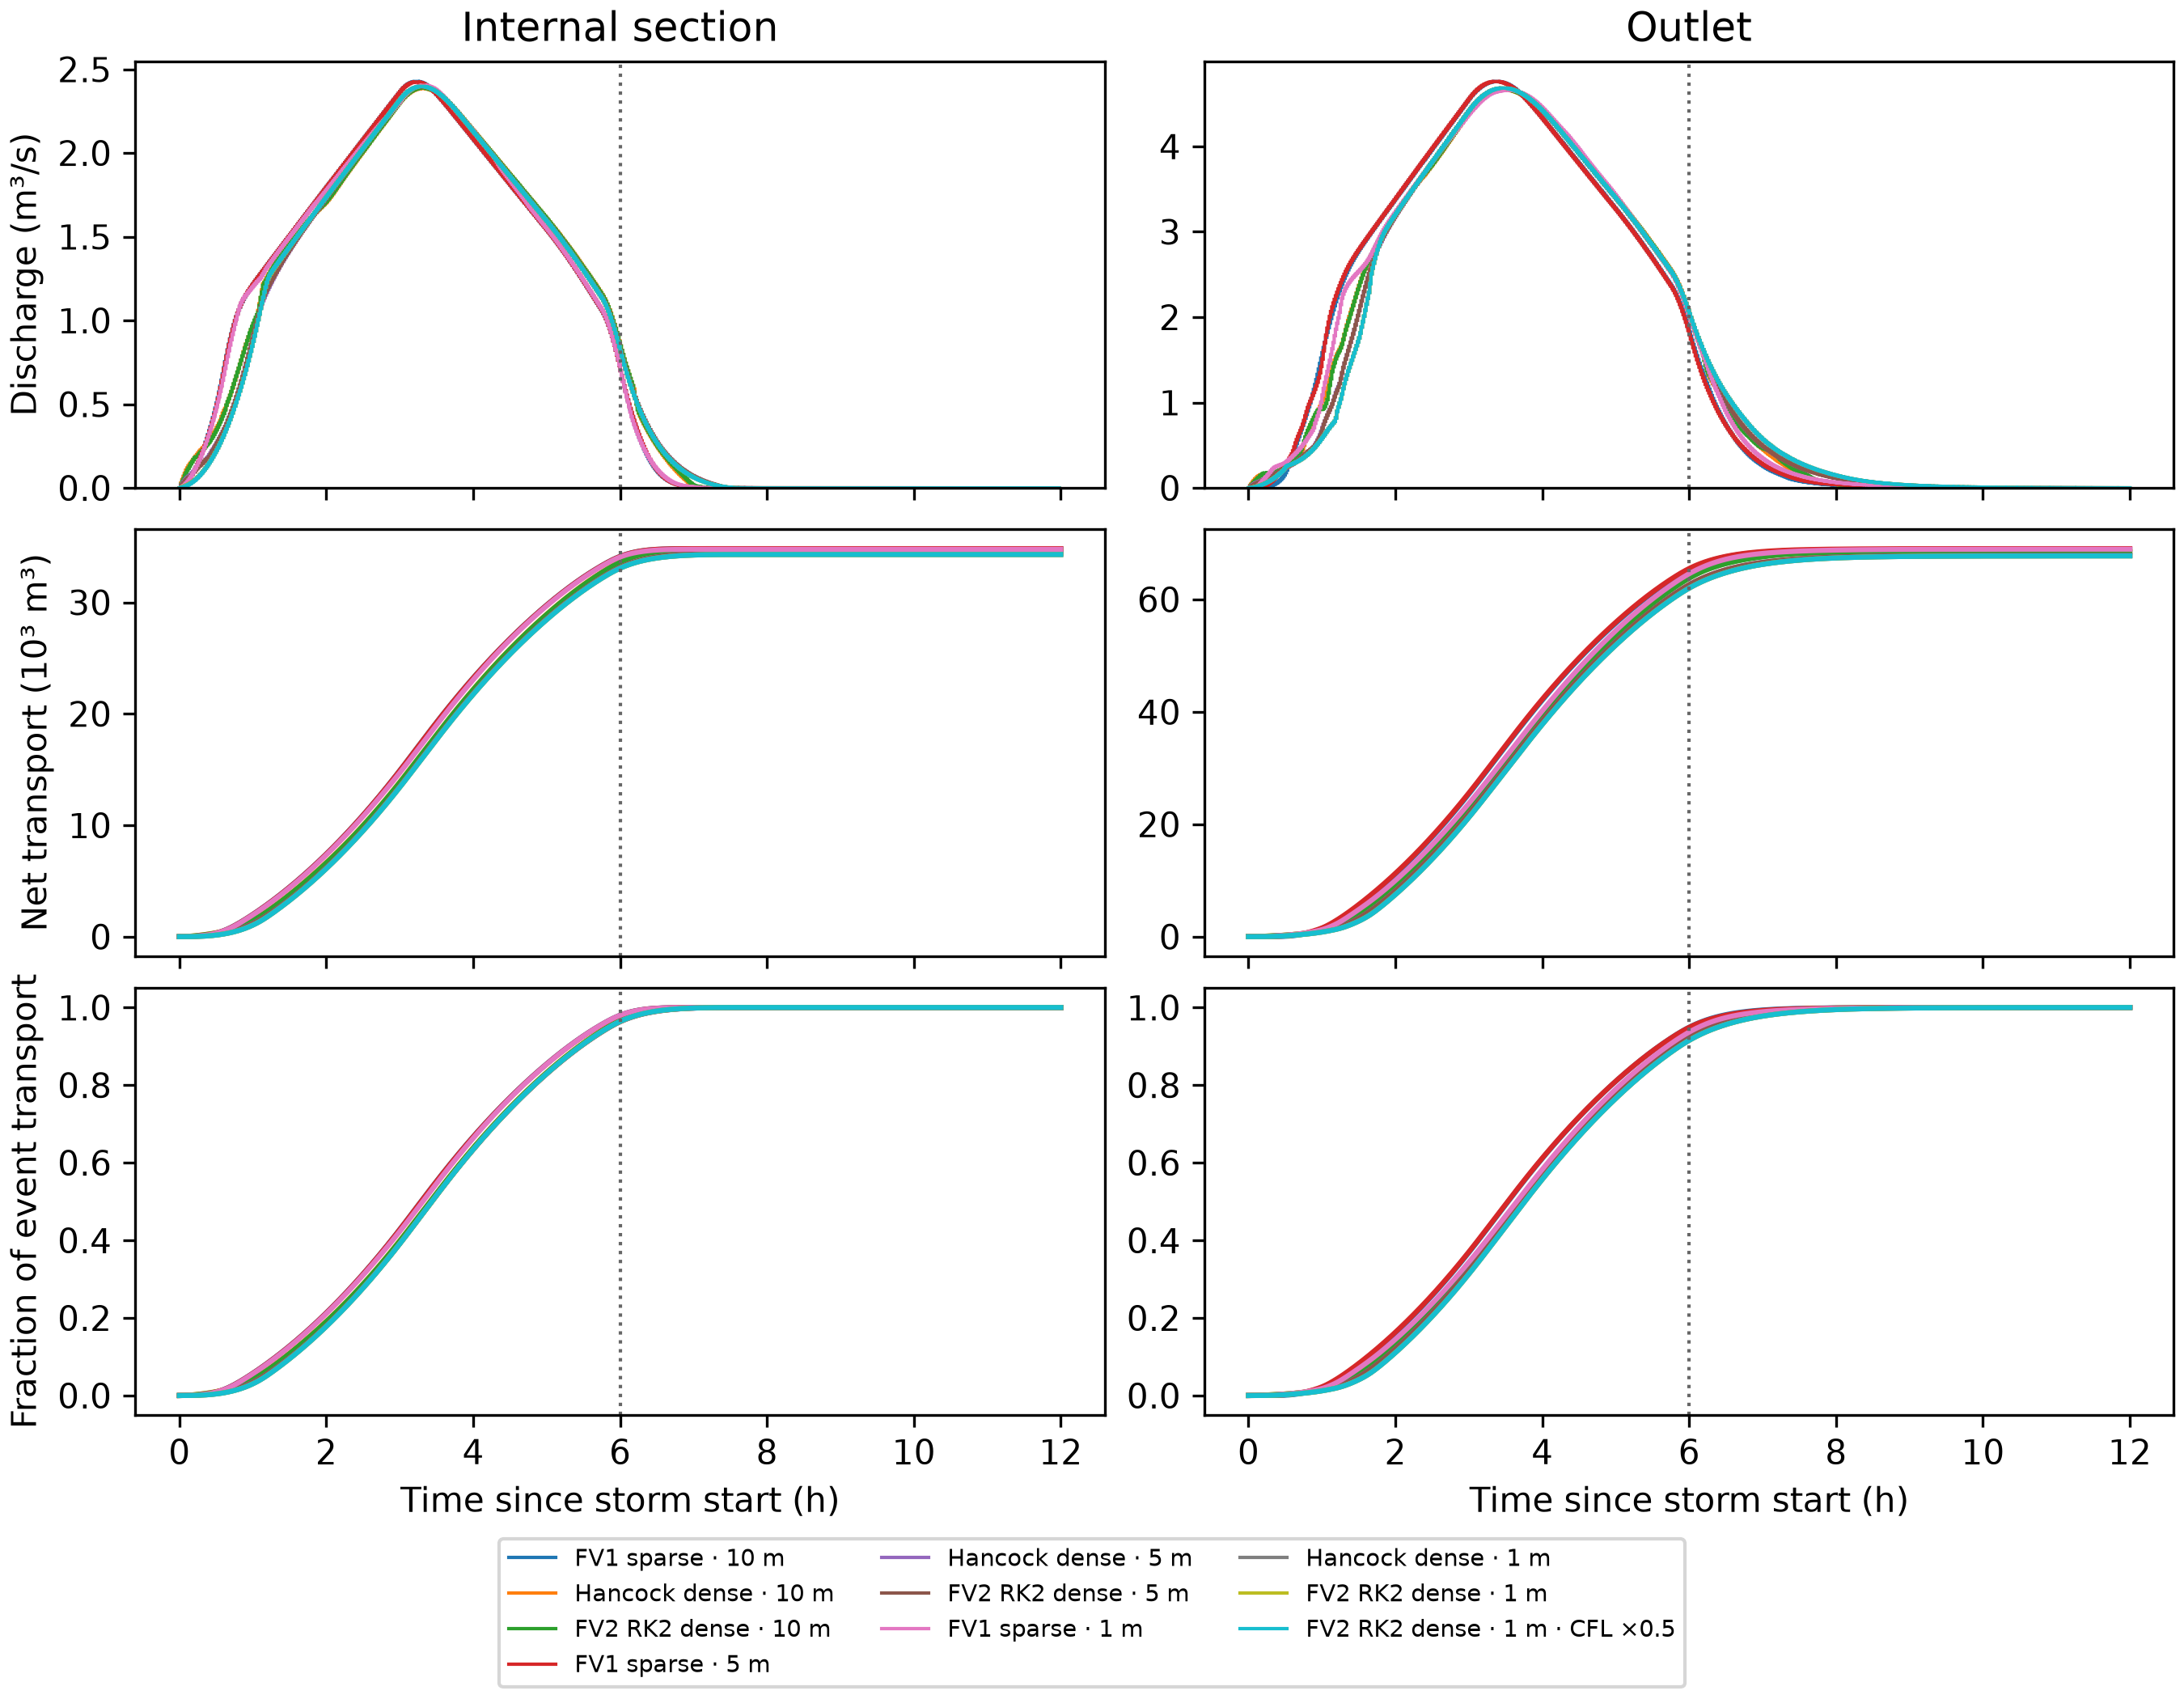 Internal section
Outlet
Discharge (m³/s)
2.5
2.0
1.5
1.0
0.5
0.0
4
3
2
1
0
Net transport (10³ m³)
30
20
10
0
60
40
20
0
Fraction of event transport
1.0
0.8
0.6
0.4
0.2
0.0
1.0
0.8
0.6
0.4
0.2
0.0
0 2 4 6 8 10 12
0 2 4 6 8 10 12
Time since storm start (h)
Time since storm start (h)
FV1 sparse · 10 m
Hancock dense · 10 m
FV2 RK2 dense · 10 m
FV1 sparse · 5 m
Hancock dense · 5 m
FV2 RK2 dense · 5 m
FV1 sparse · 1 m
Hancock dense · 1 m
FV2 RK2 dense · 1 m
FV2 RK2 dense · 1 m · CFL ×0.5